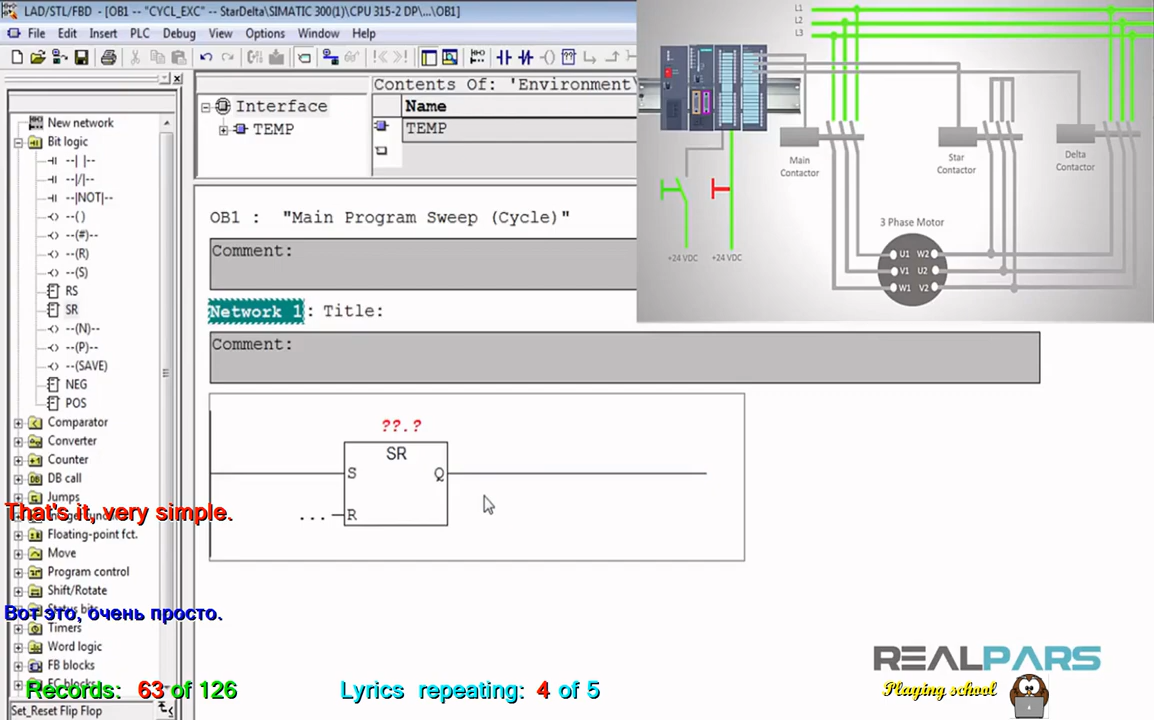 LAD/STL/FBD - [OB1 -- "CYCL_EXC" -- StarDelta\SIMATIC 300(1)\CPU 315-2 DP\...\OB1]
File Edit Insert PLC Debug View Options Window Help
New network
Bit logic
--| |--
--|/|--
--|NOT|--
--( )
--(#)--
--(R)
--(S)
RS
SR
--(N)--
--(P)--
--(SAVE)
NEG
POS
Comparator
Converter
Counter
DB call
Jumps
Floating-point fct.
Move
Program control
Shift/Rotate
Status bits
Timers
Word logic
FB blocks
Set_Reset Flip Flop
Contents Of: 'Environment\
Interface
TEMP
Name
TEMP
OB1 : "Main Program Sweep (Cycle)"
Comment:
Network 1: Title:
Comment:
??.?
SR
S Q
... R
L1
L2
L3
Main
Contactor
Star
Contactor
Delta
Contactor
3 Phase Motor
U1 W2
V1 U2
W1 V2
+24 VDC +24 VDC
That's it, very simple.
Вот это, очень просто.
Records: 63 of 126
Lyrics repeating: 4 of 5
REALPARS
Playing school